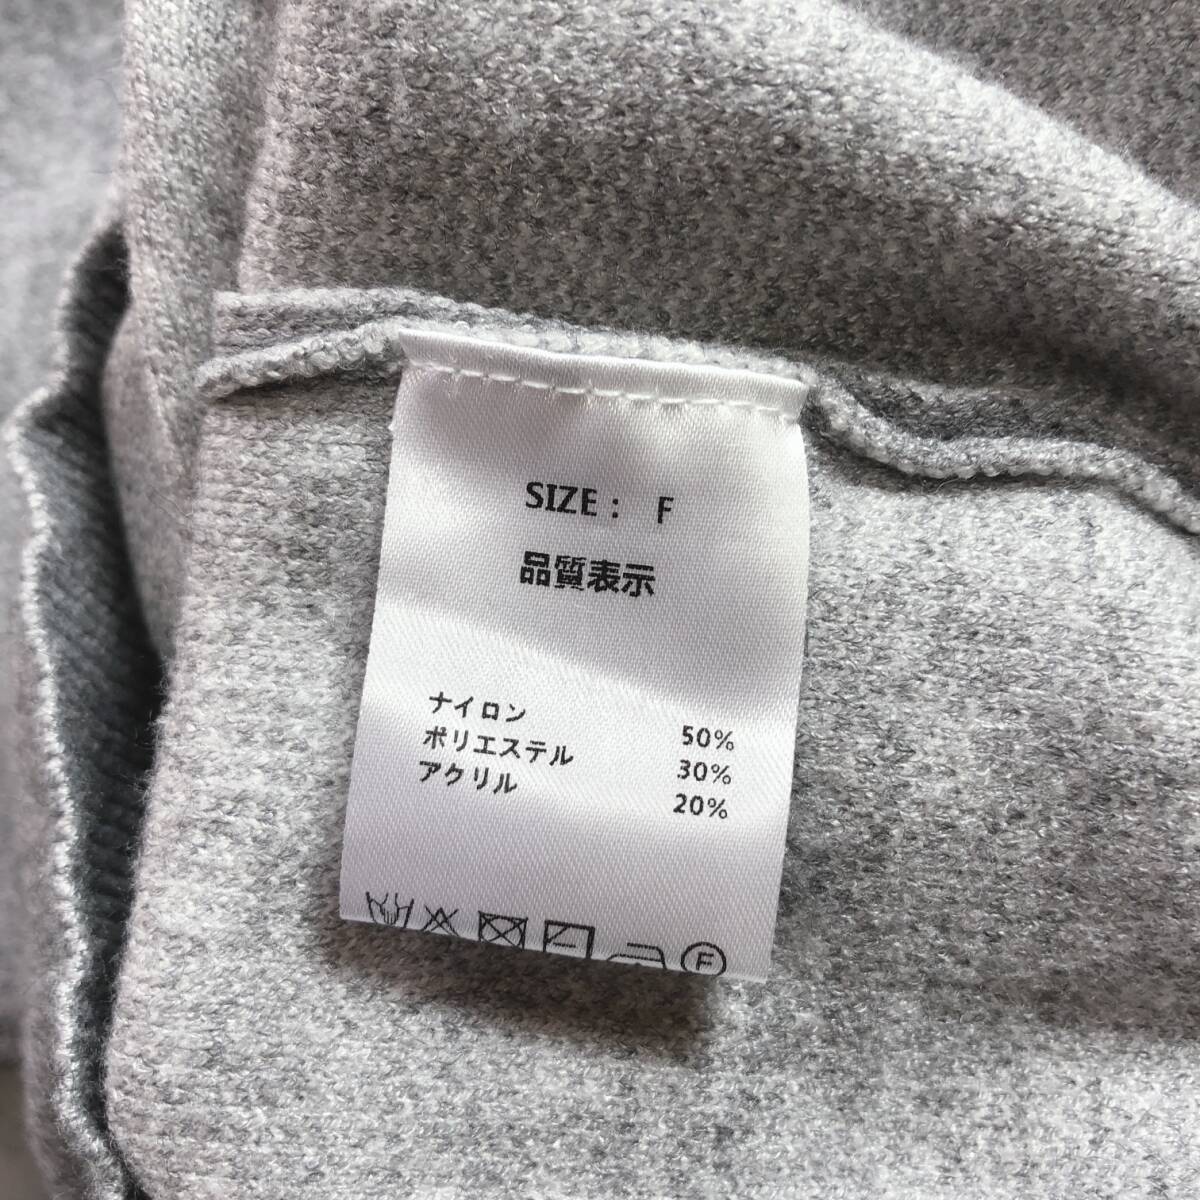 SIZE： F
品質表示
ナイロン 50%
ポリエステル 30%
アクリル 20%
F